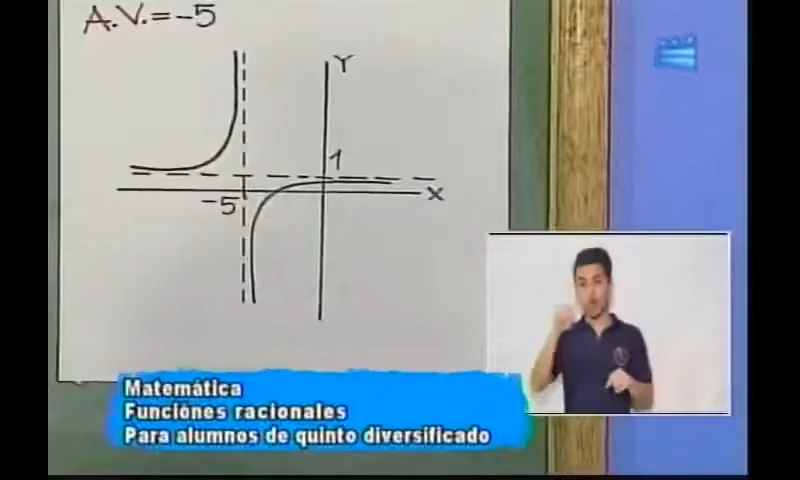 A.V.= -5
Y
1
-5
X
Matemática
Funciónes racionales
Para alumnos de quinto diversificado